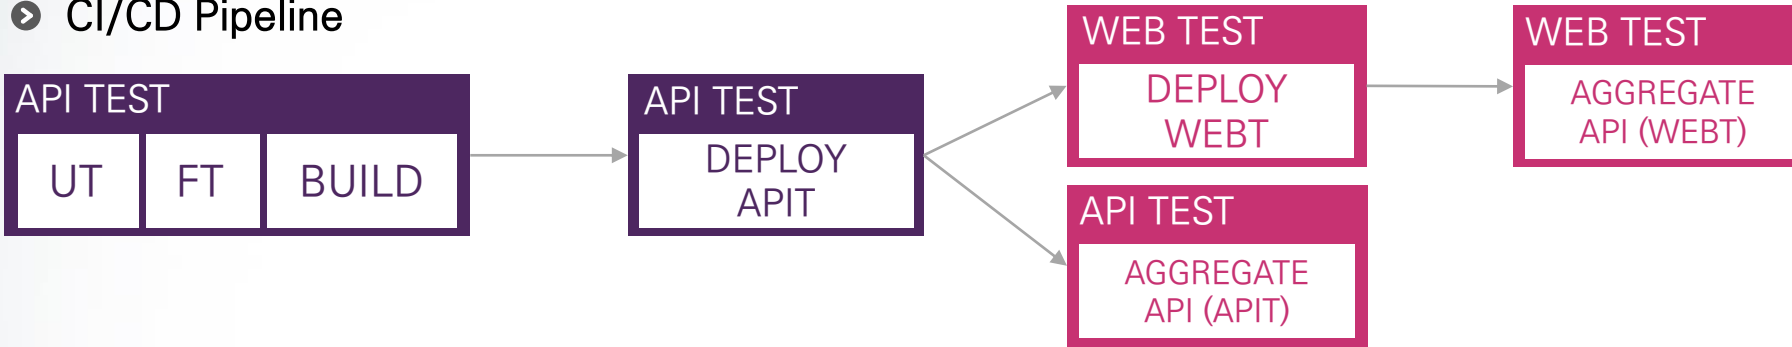 CI/CD Pipeline
API TEST
UT
FT
BUILD
API TEST
DEPLOY
APIT
WEB TEST
DEPLOY
WEBT
WEB TEST
AGGREGATE
API (WEBT)
API TEST
AGGREGATE
API (APIT)